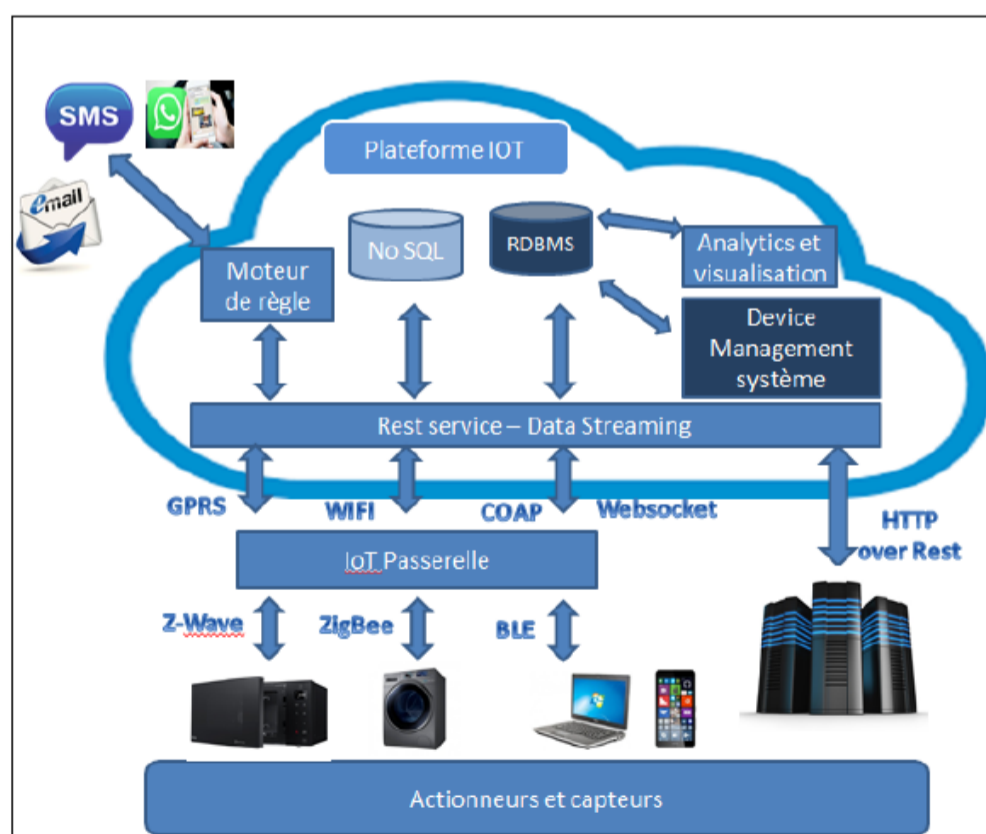 SMS
email
Plateforme IOT
No SQL
RDBMS
Moteur
de règle
Analytics et
visualisation
Device
Management
système
Rest service – Data Streaming
GPRS
WIFI
COAP
Websocket
HTTP
over Rest
IoT Passerelle
Z-Wave
ZigBee
BLE
Actionneurs et capteurs